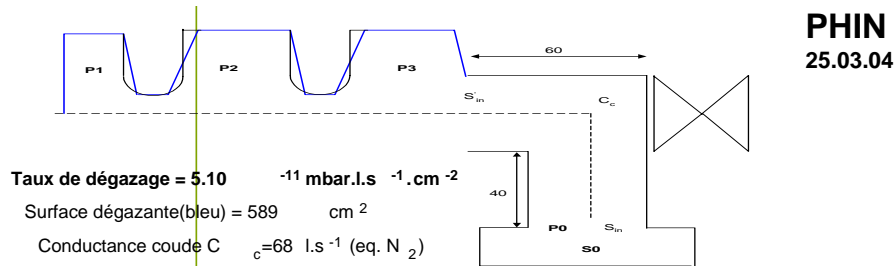 PHIN
25.03.04
60
P1
P2
P3
S'in
Cc
Taux de dégazage = 5.10 -11 mbar.l.s -1.cm -2
40
Surface dégazante(bleu) = 589 cm 2
P0 Sin
Conductance coude C c=68 l.s -1 (eq. N 2)
S0